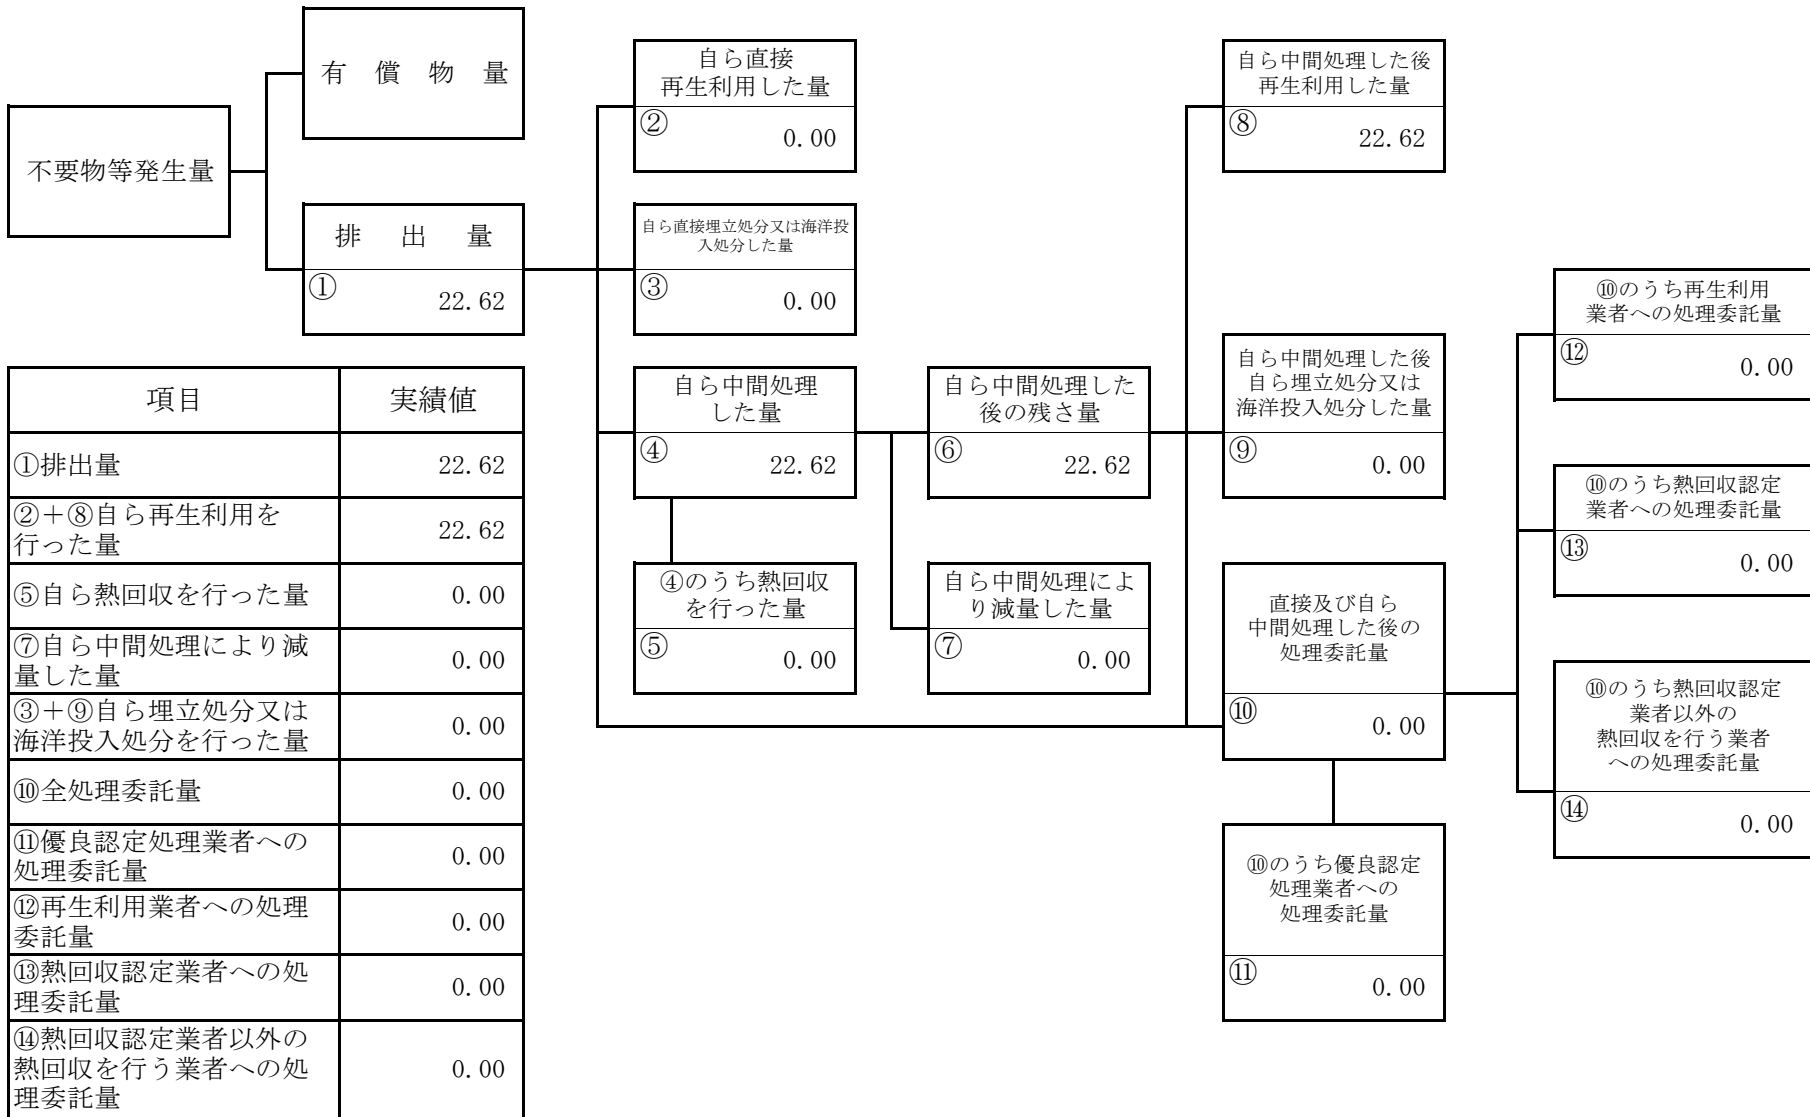 有償物量
不要物等発生量
排出量
①
22.62
自ら直接
再生利用した量
②
0.00
自ら直接埋立処分又は海洋投
入処分した量
③
0.00
自ら中間処理
した量
④
22.62
④のうち熱回収
を行った量
⑤
0.00
自ら中間処理した
後の残さ量
⑥
22.62
自ら中間処理によ
り減量した量
⑦
0.00
自ら中間処理した後
再生利用した量
⑧
22.62
自ら中間処理した後
自ら埋立処分又は
海洋投入処分した量
⑨
0.00
直接及び自ら
中間処理した後の
処理委託量
⑩
0.00
⑩のうち優良認定
処理業者への
処理委託量
⑪
0.00
⑩のうち再生利用
業者への処理委託量
⑫
0.00
⑩のうち熱回収認定
業者への処理委託量
⑬
0.00
⑩のうち熱回収認定
業者以外の
熱回収を行う業者
への処理委託量
⑭
0.00
項目 実績値
①排出量 22.62
②＋⑧自ら再生利用を
行った量 22.62
⑤自ら熱回収を行った量 0.00
⑦自ら中間処理により減
量した量 0.00
③＋⑨自ら埋立処分又は
海洋投入処分を行った量 0.00
⑩全処理委託量 0.00
⑪優良認定処理業者への
処理委託量 0.00
⑫再生利用業者への処理
委託量 0.00
⑬熱回収認定業者への処
理委託量 0.00
⑭熱回収認定業者以外の
熱回収を行う業者への処
理委託量 0.00